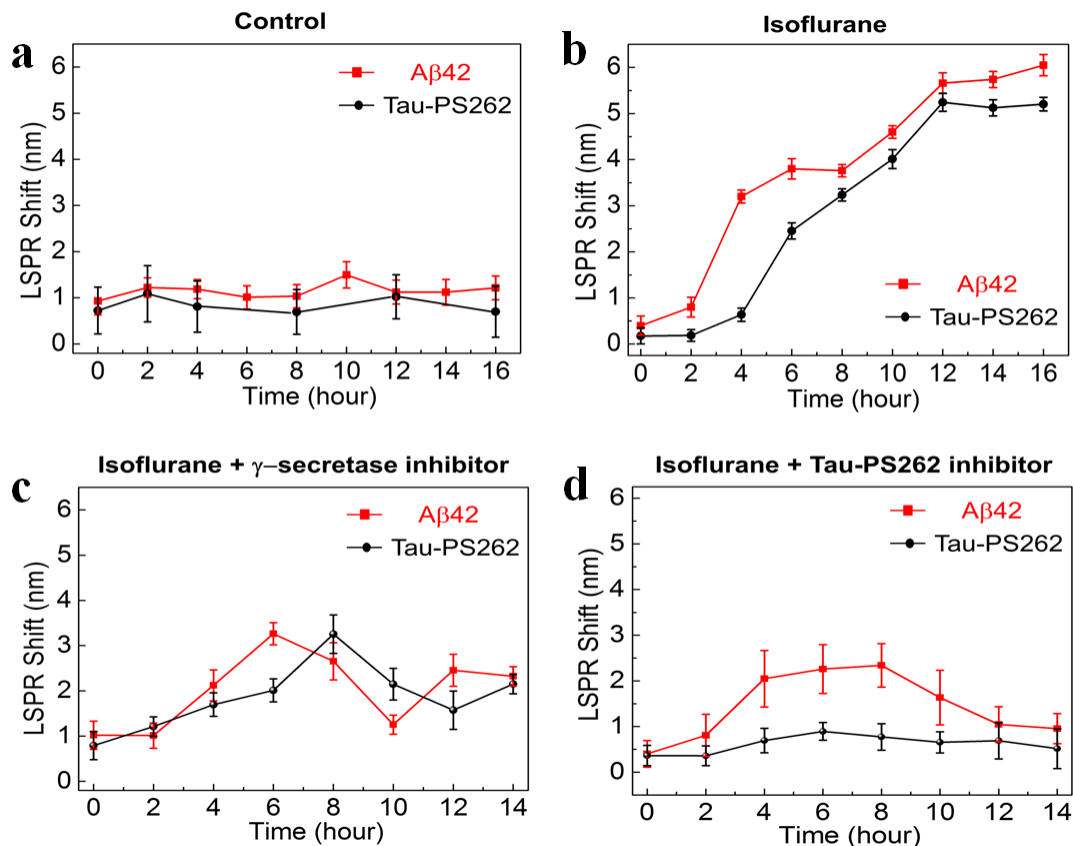 a
Control
Aβ42
Tau-PS262
6
5
4
3
2
1
0
LSPR Shift (nm)
0 2 4 6 8 10 12 14 16
Time (hour)
b
Isoflurane
6
5
4
3
2
1
0
LSPR Shift (nm)
Aβ42
Tau-PS262
0 2 4 6 8 10 12 14 16
Time (hour)
c
Isoflurane + γ–secretase inhibitor
Aβ42
Tau-PS262
6
5
4
3
2
1
0
LSPR Shift (nm)
0 2 4 6 8 10 12 14
Time (hour)
d
Isoflurane + Tau-PS262 inhibitor
Aβ42
Tau-PS262
6
5
4
3
2
1
0
LSPR Shift (nm)
0 2 4 6 8 10 12 14
Time (hour)